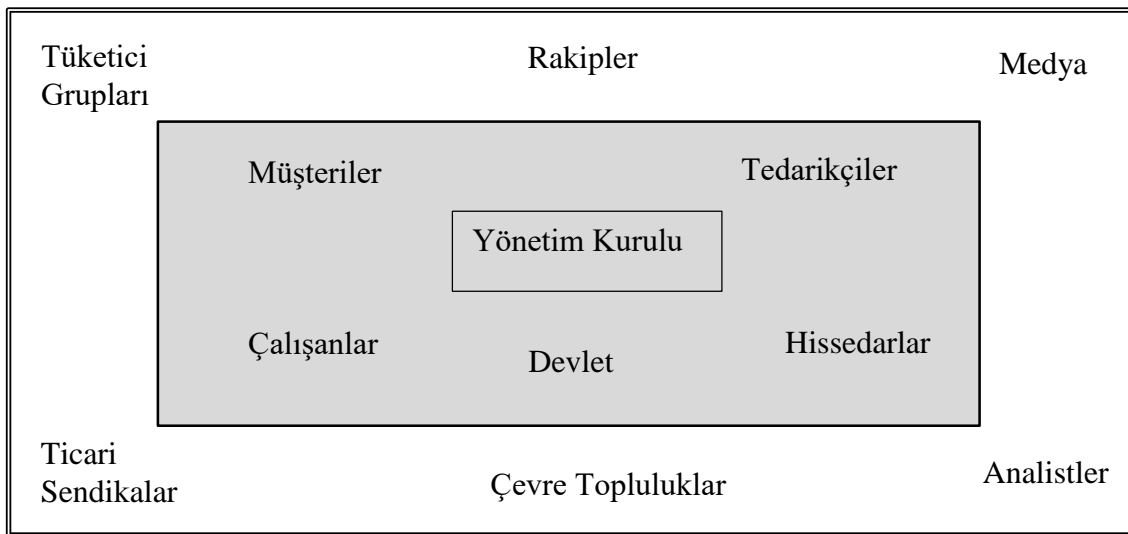 Tüketici
Grupları
Rakipler
Medya
Müşteriler
Tedarikçiler
Yönetim Kurulu
Çalışanlar
Devlet
Hissedarlar
Ticari
Sendikalar
Çevre Topluluklar
Analistler